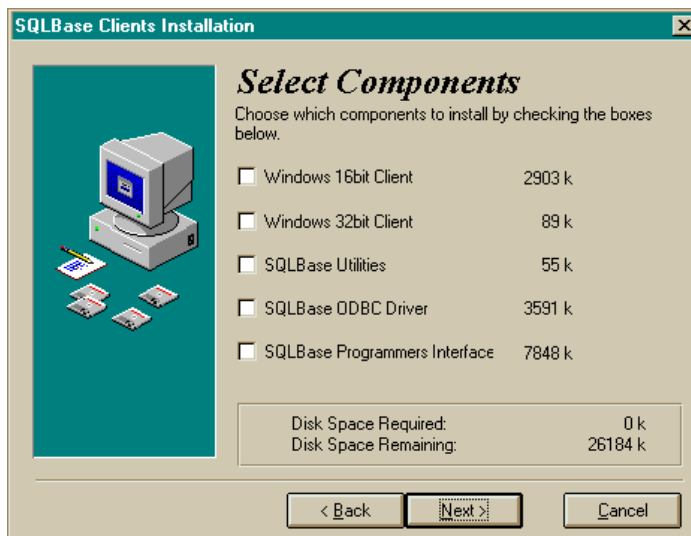 SQLBase Clients Installation
Select Components
Choose which components to install by checking the boxes
below.
Windows 16bit Client 2903 k
Windows 32bit Client 89 k
SQLBase Utilities 55 k
SQLBase ODBC Driver 3591 k
SQLBase Programmers Interface 7848 k
Disk Space Required: 0 k
Disk Space Remaining: 26184 k
< Back Next > Cancel